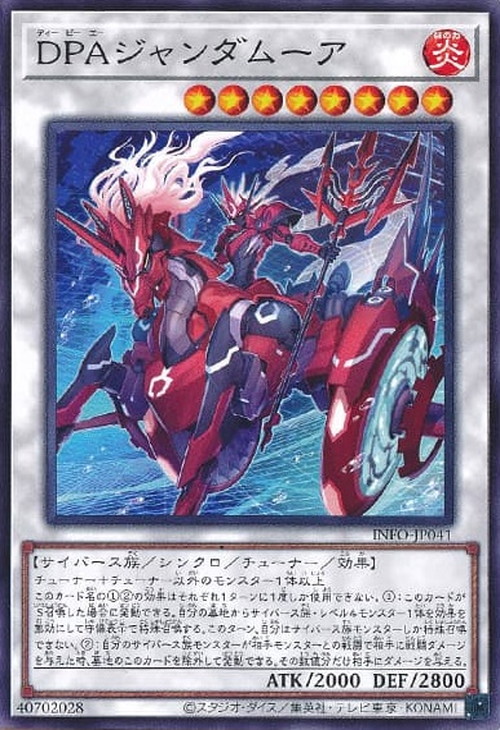 ディー ピー エー
DPAジャンダムーア
炎
INFO-JP041
【サイバース族／シンクロ／チューナー／効果】
チューナー＋チューナー以外のモンスター1体以上
このカード名の①②の効果はそれぞれ1ターンに1度しか使用できない。①：このカードが
S召喚した場合に発動できる。自分の墓地からサイバース族・レベル4モンスター1体を効果を
無効にして守備表示で特殊召喚する。このターン、自分はサイバース族モンスターしか特殊召喚
できない。②：自分のサイバース族モンスターが相手モンスターとの戦闘で相手に戦闘ダメージ
を与えた時、墓地のこのカードを除外して発動できる。その数値分だけ相手にダメージを与える。
ATK/2000 DEF/2800
40702028
©スタジオ・ダイス／集英社・テレビ東京・KONAMI